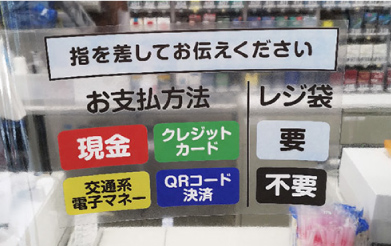 指を差してお伝えください
お支払方法
レジ袋
現金
クレジット
カード
要
交通系
電子マネー
QRコード
決済
不要